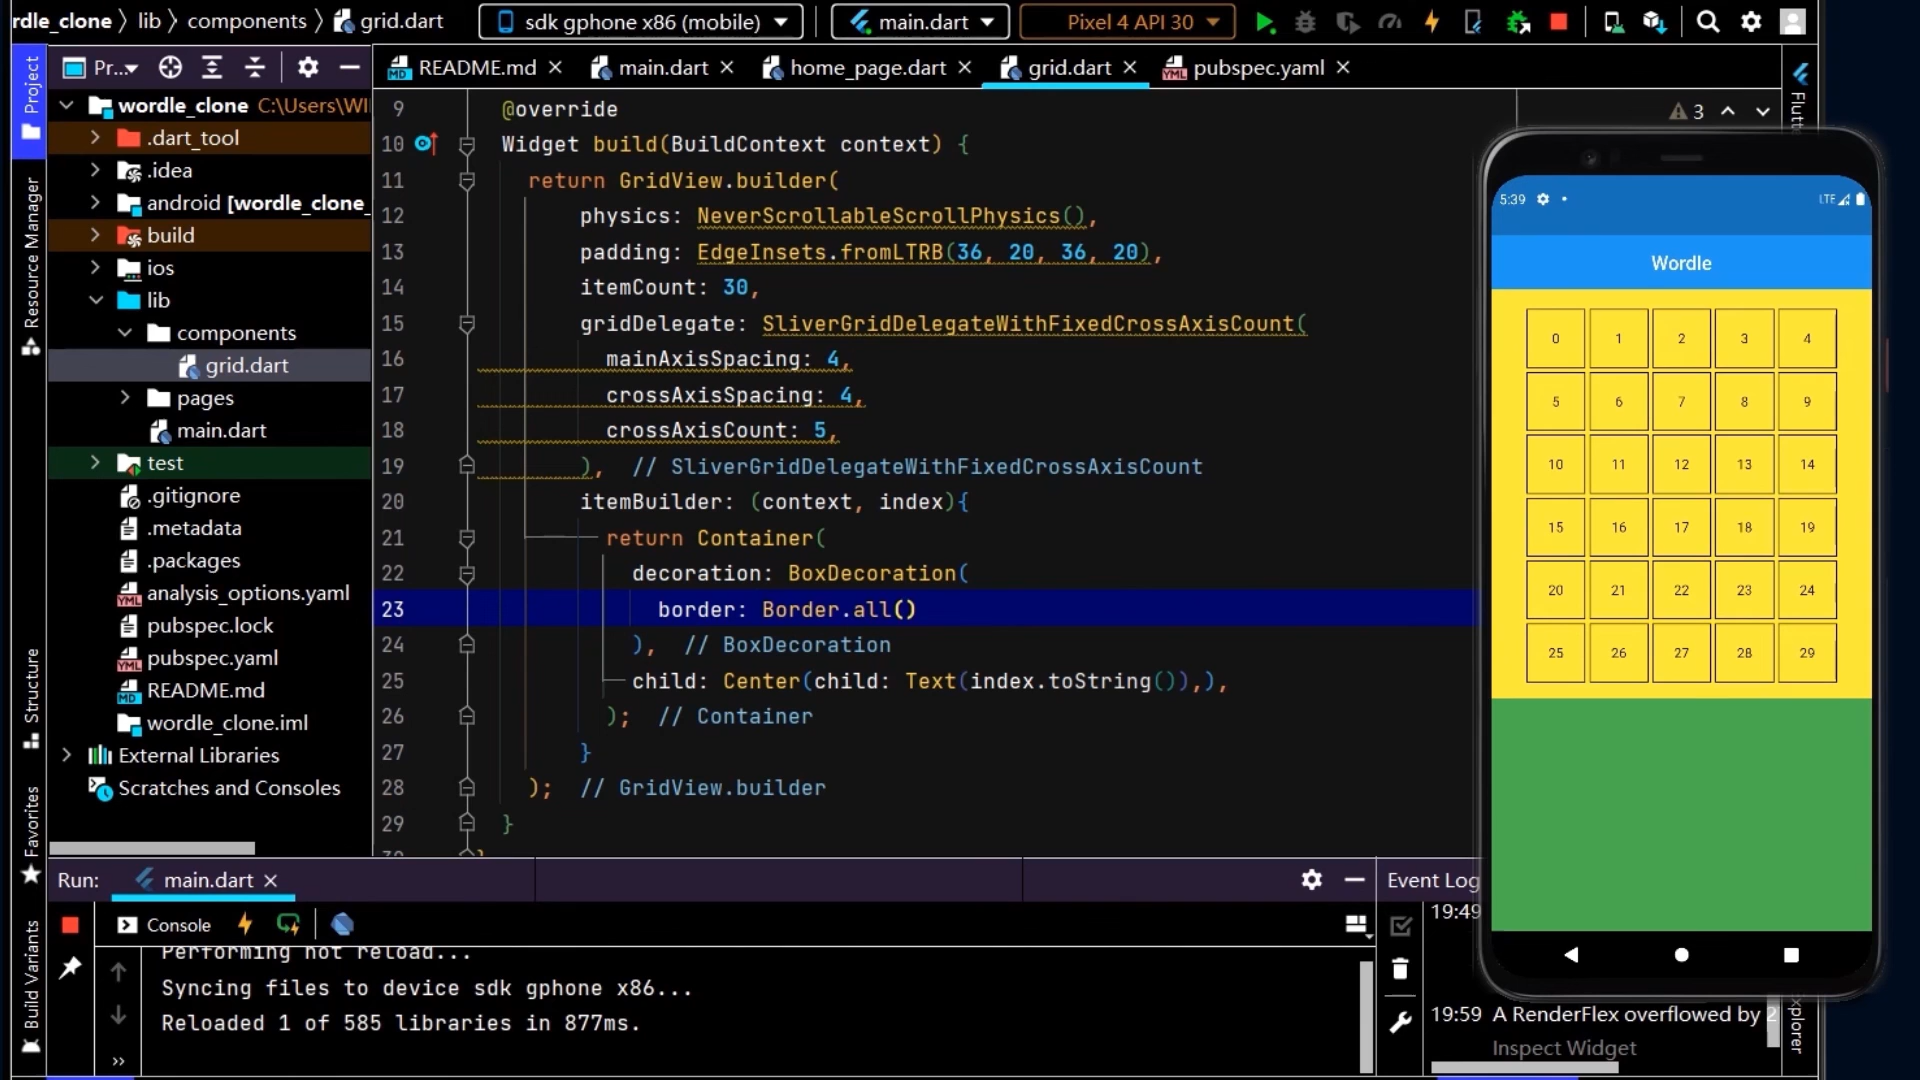 rdle_clone > lib > components > grid.dart
sdk gphone x86 (mobile)
main.dart
Pixel 4 API 30
Project
Resource Manager
Structure
Favorites
Build Variants
Pr...
wordle_clone C:\Users\WI
.dart_tool
.idea
android [wordle_clone_
build
ios
lib
components
grid.dart
pages
main.dart
test
.gitignore
.metadata
.packages
analysis_options.yaml
pubspec.lock
pubspec.yaml
README.md
wordle_clone.iml
External Libraries
Scratches and Consoles
README.md
main.dart
home_page.dart
grid.dart
pubspec.yaml
3
9 @override
10 Widget build(BuildContext context) {
11 return GridView.builder(
12 physics: NeverScrollableScrollPhysics(),
13 padding: EdgeInsets.fromLTRB(36, 20, 36, 20),
14 itemCount: 30,
15 gridDelegate: SliverGridDelegateWithFixedCrossAxisCount(
16 mainAxisSpacing: 4,
17 crossAxisSpacing: 4,
18 crossAxisCount: 5,
19 ), // SliverGridDelegateWithFixedCrossAxisCount
20 itemBuilder: (context, index){
21 return Container(
22 decoration: BoxDecoration(
23 border: Border.all()
24 ), // BoxDecoration
25 child: Center(child: Text(index.toString()),),
26 ); // Container
27 }
28 ); // GridView.builder
29 }
30 }
Flutt
5:39
LTE
Wordle
0 1 2 3 4
5 6 7 8 9
10 11 12 13 14
15 16 17 18 19
20 21 22 23 24
25 26 27 28 29
Run: main.dart
Console
Performing hot reload...
Syncing files to device sdk gphone x86...
Reloaded 1 of 585 libraries in 877ms.
Event Log
19:49
19:59 A RenderFlex overflowed by 2
Inspect Widget
xplorer